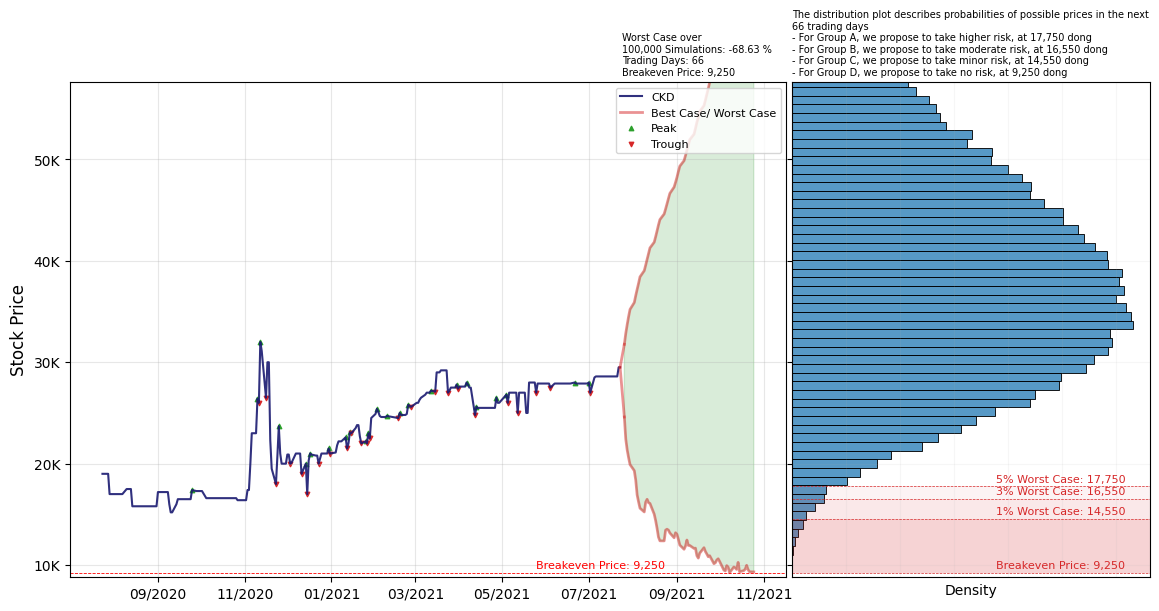 The distribution plot describes probabilities of possible prices in the next
66 trading days
- For Group A, we propose to take higher risk, at 17,750 dong
- For Group B, we propose to take moderate risk, at 16,550 dong
- For Group C, we propose to take minor risk, at 14,550 dong
- For Group D, we propose to take no risk, at 9,250 dong
Worst Case over
100,000 Simulations: -68.63 %
Trading Days: 66
Breakeven Price: 9,250
CKD
Best Case/ Worst Case
Peak
Trough
Stock Price
50K
40K
30K
20K
10K
Breakeven Price: 9,250
09/2020
11/2020
01/2021
03/2021
05/2021
07/2021
09/2021
11/2021
5% Worst Case: 17,750
3% Worst Case: 16,550
1% Worst Case: 14,550
Breakeven Price: 9,250
Density